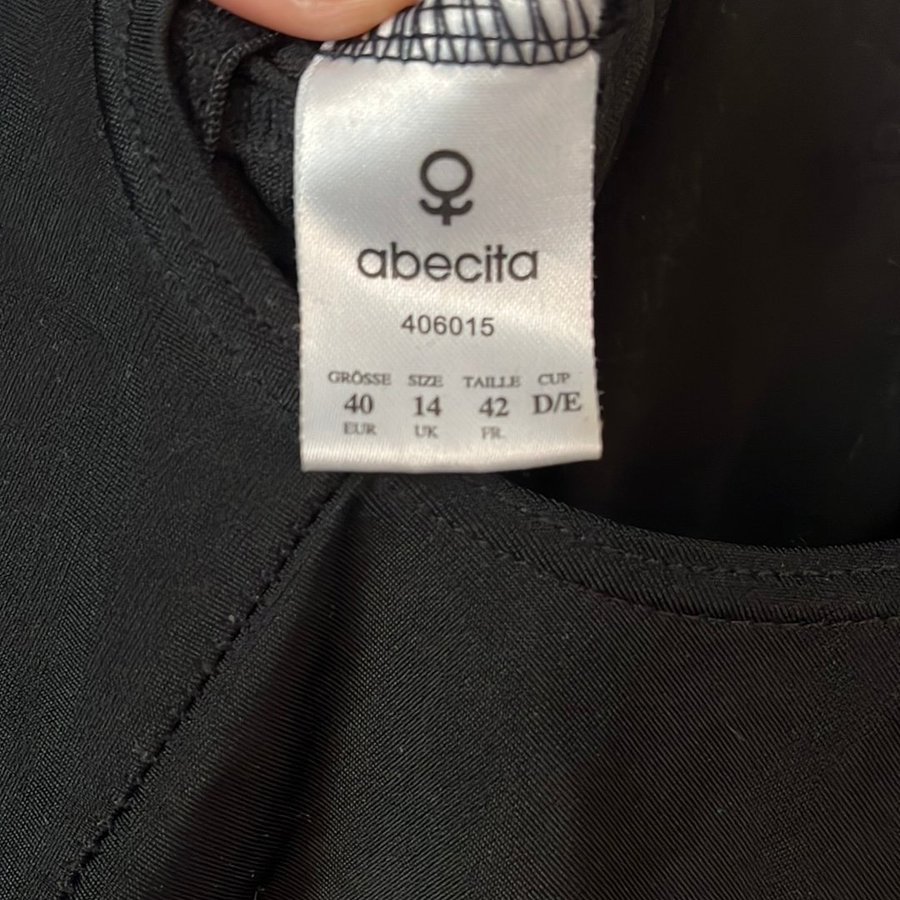 abecita
406015
GRÖSSE SIZE TAILLE CUP
40 14 42 D/E
EUR UK FR.